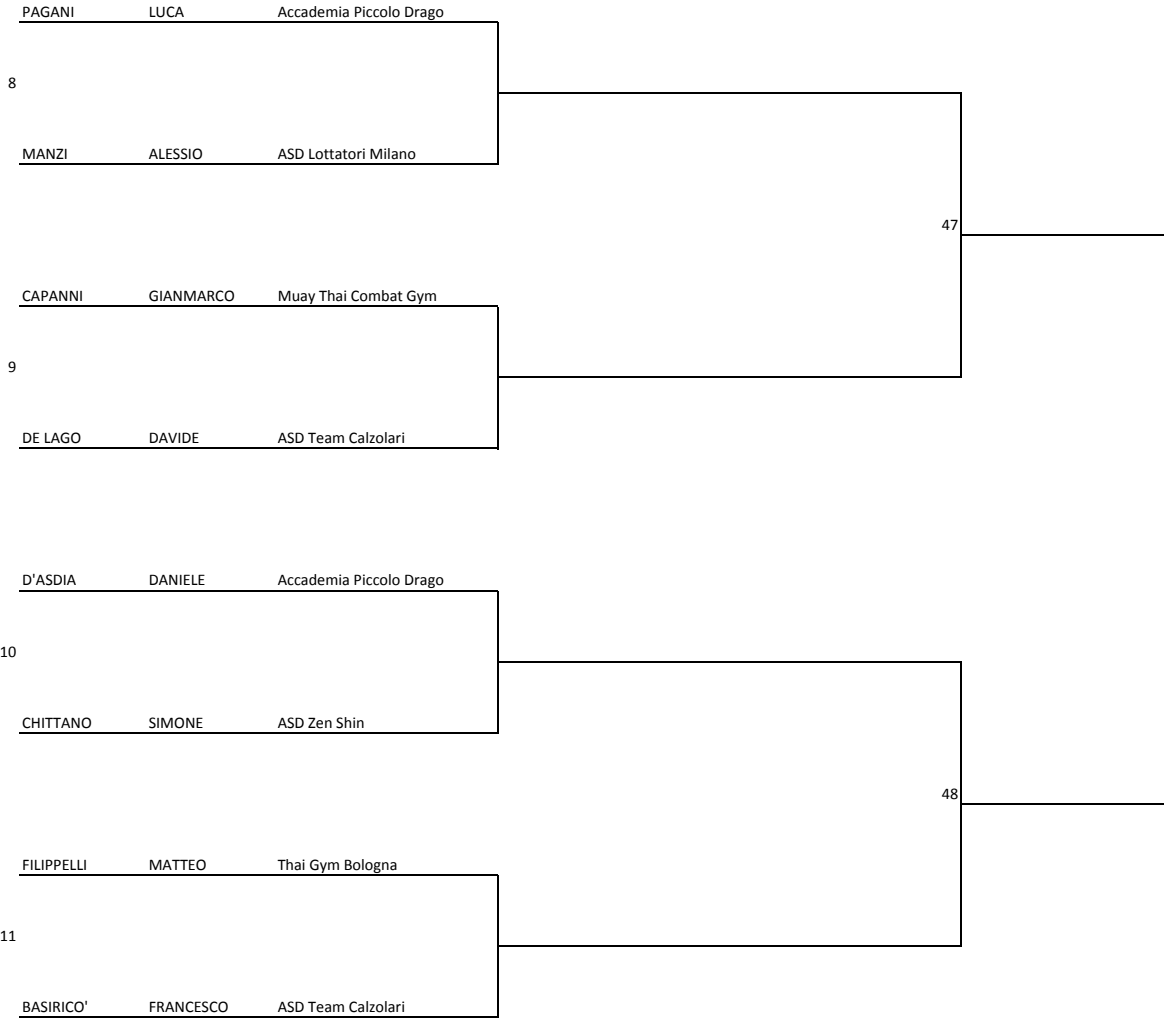 PAGANI LUCA Accademia Piccolo Drago
8
MANZI ALESSIO ASD Lottatori Milano
47
CAPANNI GIANMARCO Muay Thai Combat Gym
9
DE LAGO DAVIDE ASD Team Calzolari
D'ASDIA DANIELE Accademia Piccolo Drago
10
CHITTANO SIMONE ASD Zen Shin
48
FILIPPELLI MATTEO Thai Gym Bologna
11
BASIRICO' FRANCESCO ASD Team Calzolari